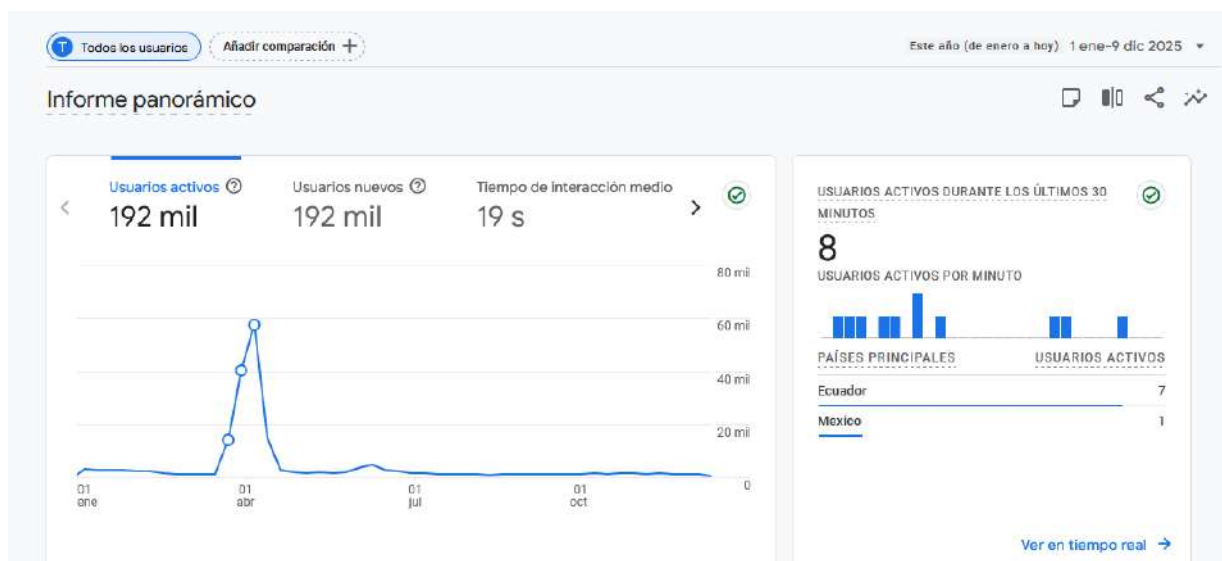 T Todos los usuarios Añadir comparación + Este año (de enero a hoy) 1 ene-9 dic 2025
Informe panorámico
Usuarios activos
192 mil
Usuarios nuevos
192 mil
Tiempo de interacción medio
19 s
80 mil
60 mil
40 mil
20 mil
0
01 ene
01 abr
01 jul
01 oct
USUARIOS ACTIVOS DURANTE LOS ÚLTIMOS 30
MINUTOS
8
USUARIOS ACTIVOS POR MINUTO
PAÍSES PRINCIPALES USUARIOS ACTIVOS
Ecuador 7
Mexico 1
Ver en tiempo real →